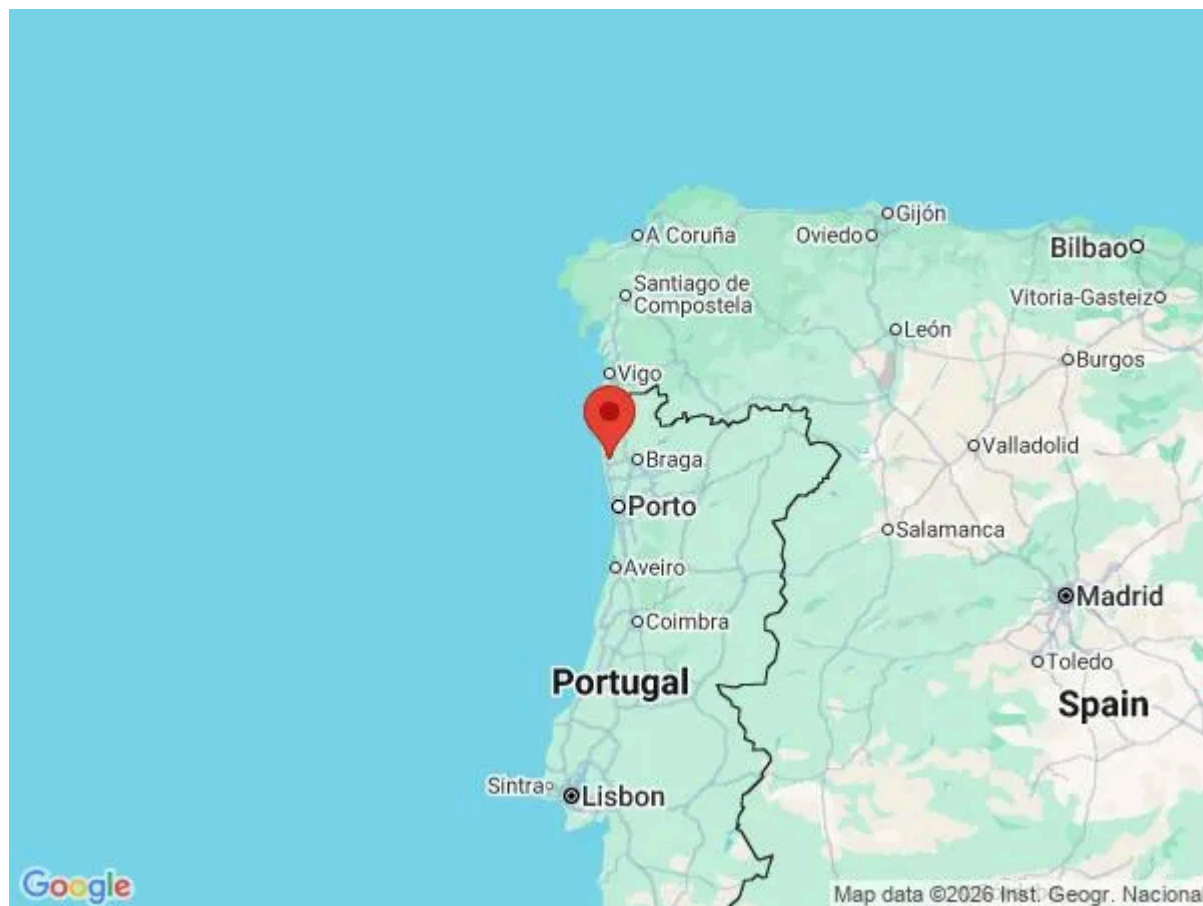 Gijón
A Coruña
Oviedo
Bilbao
Santiago de
Compostela
Vitoria-Gasteiz
León
Burgos
Vigo
Valladolid
Braga
Porto
Salamanca
Aveiro
Madrid
Coimbra
Toledo
Portugal
Spain
Sintra
Lisbon
Google
Map data ©2026 Inst. Geogr. Nacional